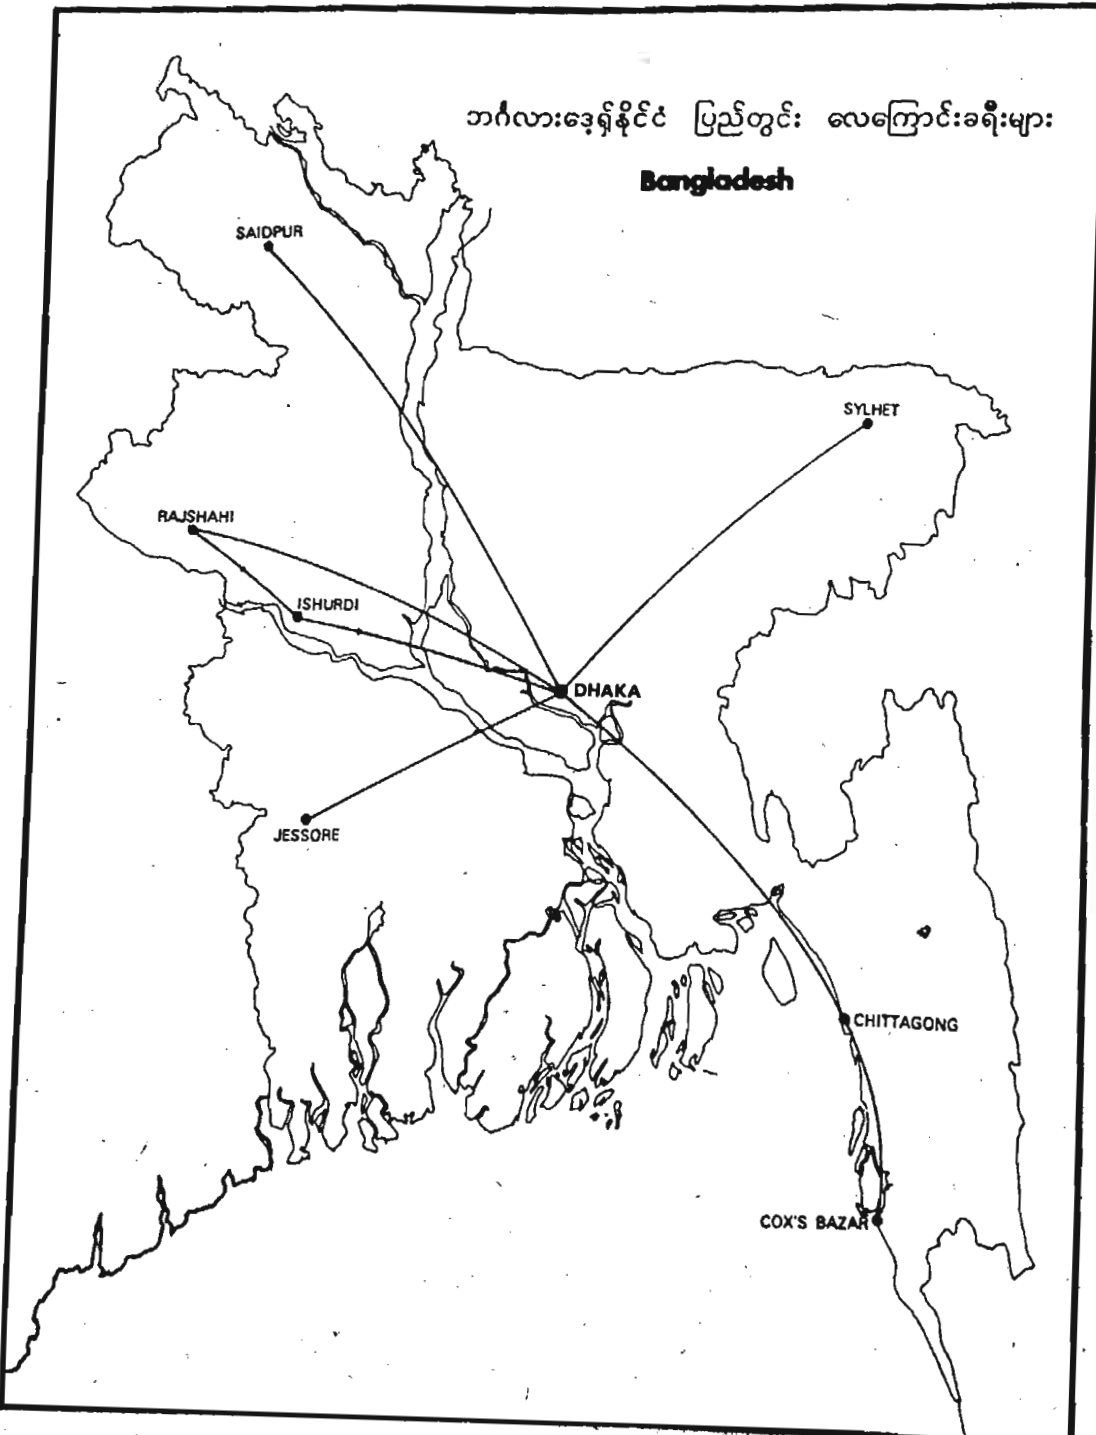 ဘင်္ဂလားဒေ့ရှ်နိုင်ငံ ပြည်တွင်း လေကြောင်းခရီးများ
Bangladesh
SAIDPUR
SYLHET
RAJSHAHI
ISHURDI
DHAKA
JESSORE
CHITTAGONG
COX'S BAZAR